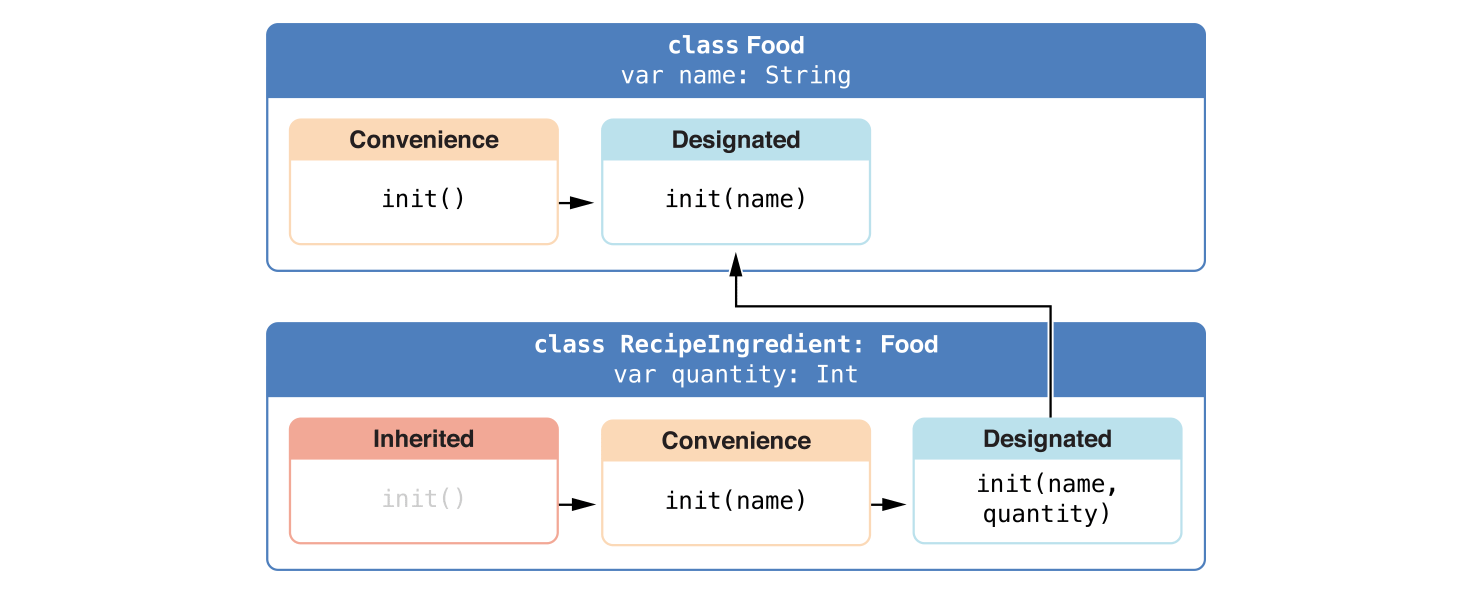 class Food
var name: String
Convenience
Designated
init()
init(name)
class RecipeIngredient: Food
var quantity: Int
Inherited
Convenience
Designated
init()
init(name)
init(name,
quantity)